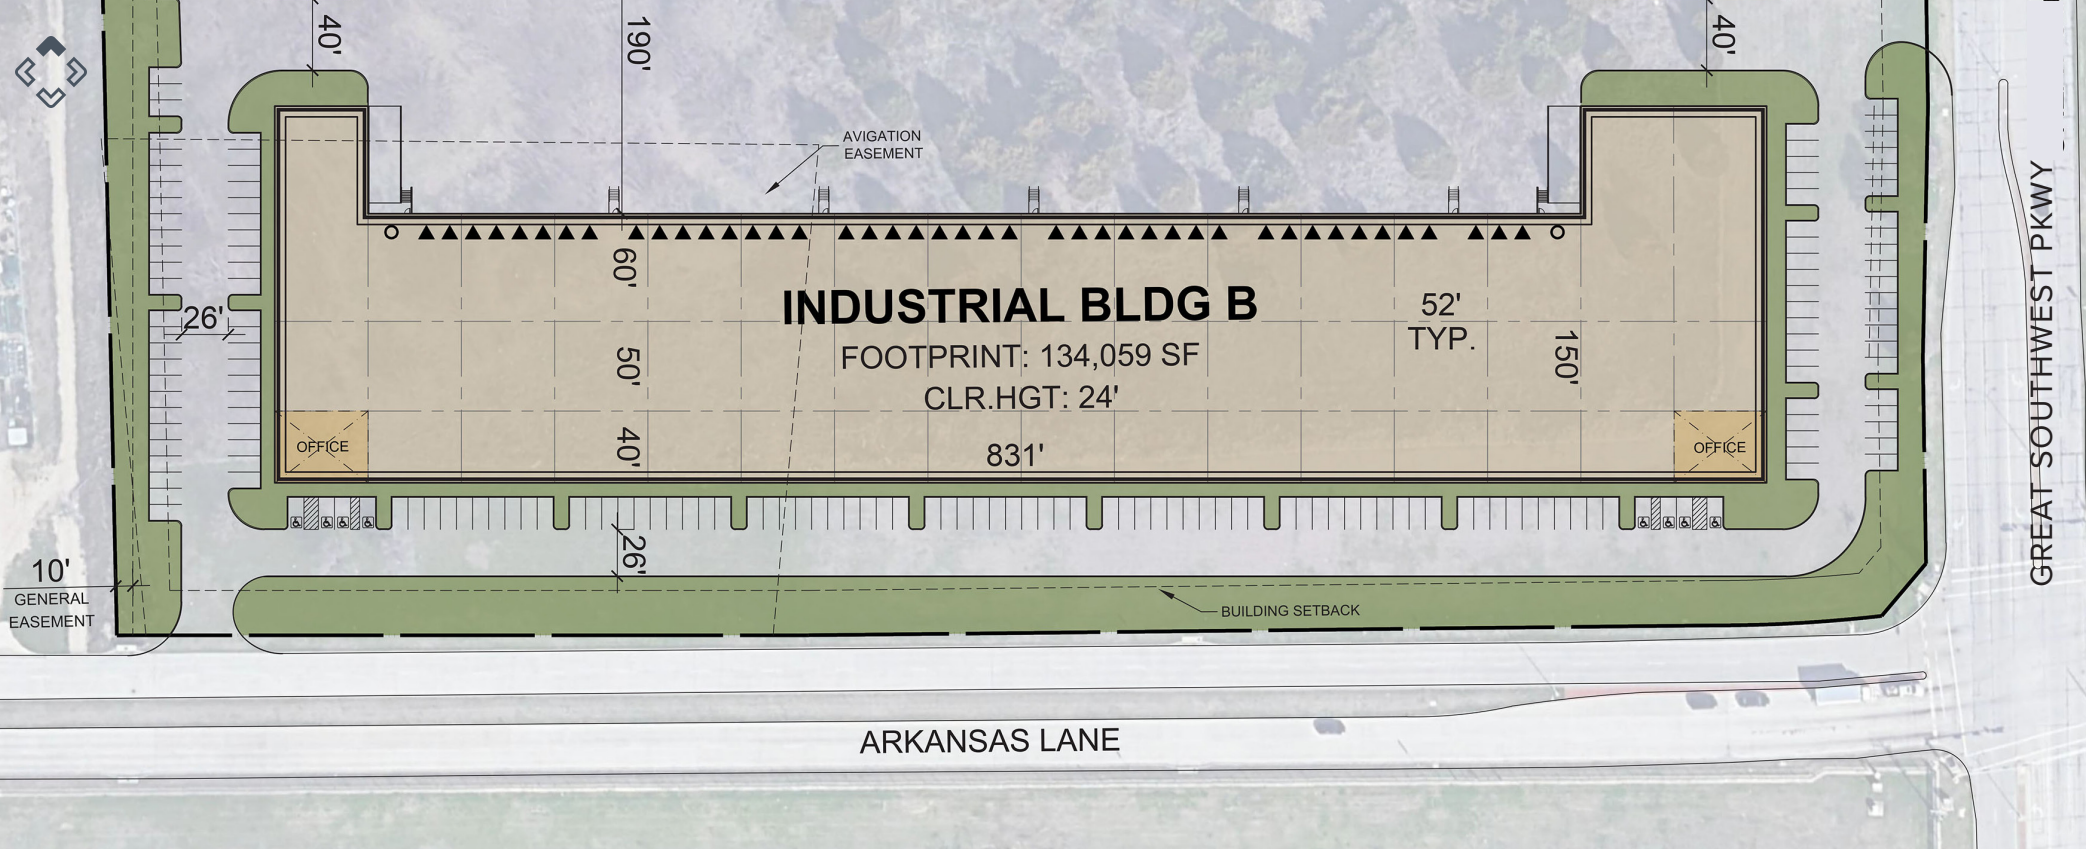 40'
190'
40'
AVIGATION
EASEMENT
60'
INDUSTRIAL BLDG B
FOOTPRINT: 134,059 SF
CLR.HGT: 24'
52'
TYP.
150'
26'
50'
40'
831'
OFFICE
OFFICE
26'
10'
GENERAL
EASEMENT
BUILDING SETBACK
ARKANSAS LANE
GREAT SOUTHWEST PKWY